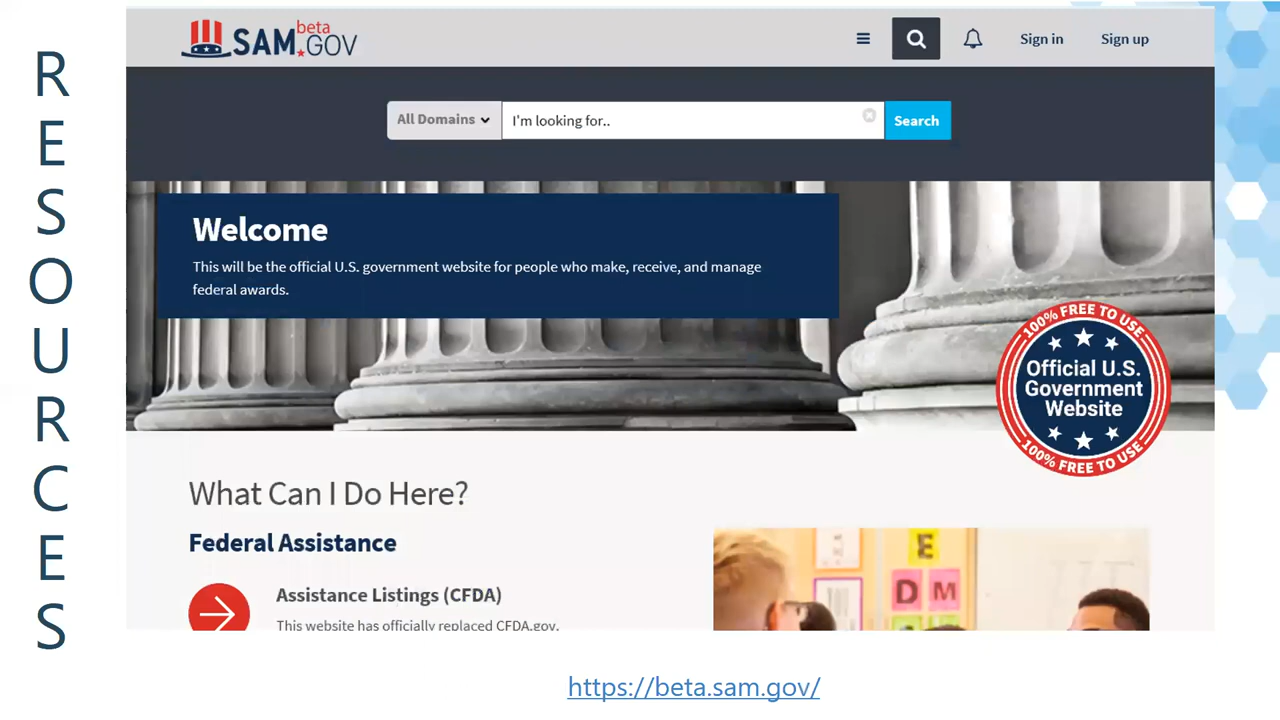 RESOURCES
SAM.GOV beta
Sign in
Sign up
All Domains
I'm looking for..
Search
Welcome
This will be the official U.S. government website for people who make, receive, and manage
federal awards.
100% FREE TO USE
Official U.S.
Government
Website
100% FREE TO USE
What Can I Do Here?
Federal Assistance
Assistance Listings (CFDA)
This website has officially replaced CFDA.gov.
E
D M
https://beta.sam.gov/